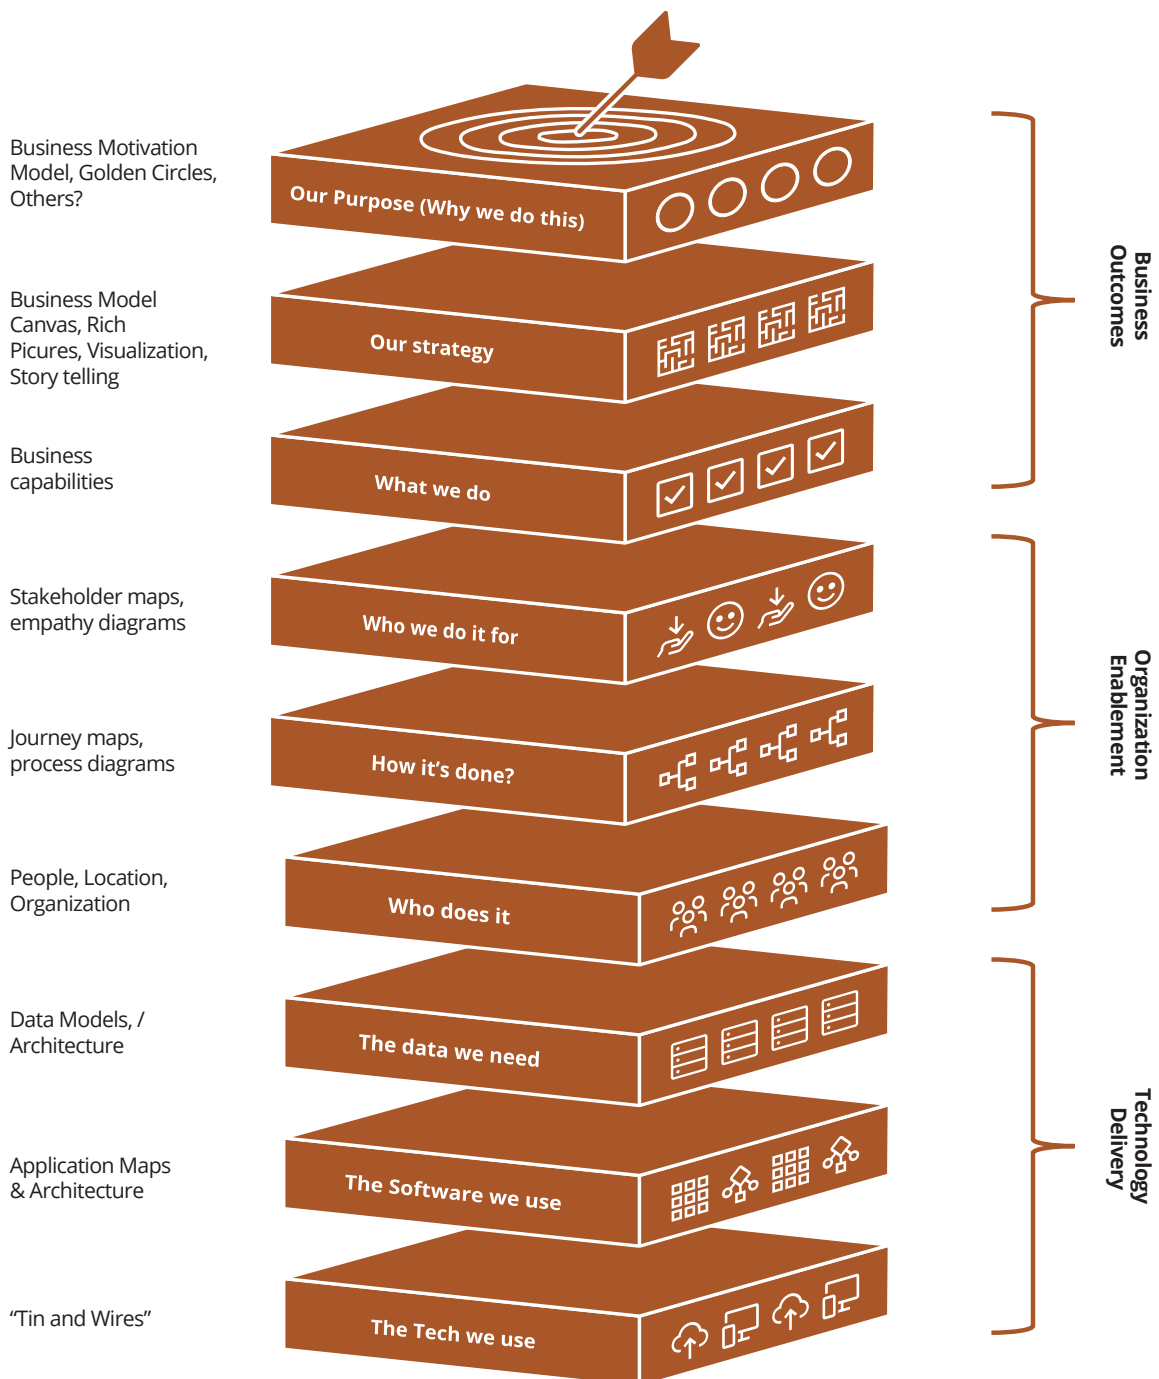 Business Motivation
Model, Golden Circles,
Others?
Our Purpose (Why we do this)
Business Model
Canvas, Rich
Picures, Visualization,
Story telling
Our strategy
Business
capabilities
What we do
Business
Outcomes
Stakeholder maps,
empathy diagrams
Who we do it for
Journey maps,
process diagrams
How it’s done?
People, Location,
Organization
Who does it
Organization
Enablement
Data Models, /
Architecture
The data we need
Application Maps
& Architecture
The Software we use
“Tin and Wires”
The Tech we use
Technology
Delivery